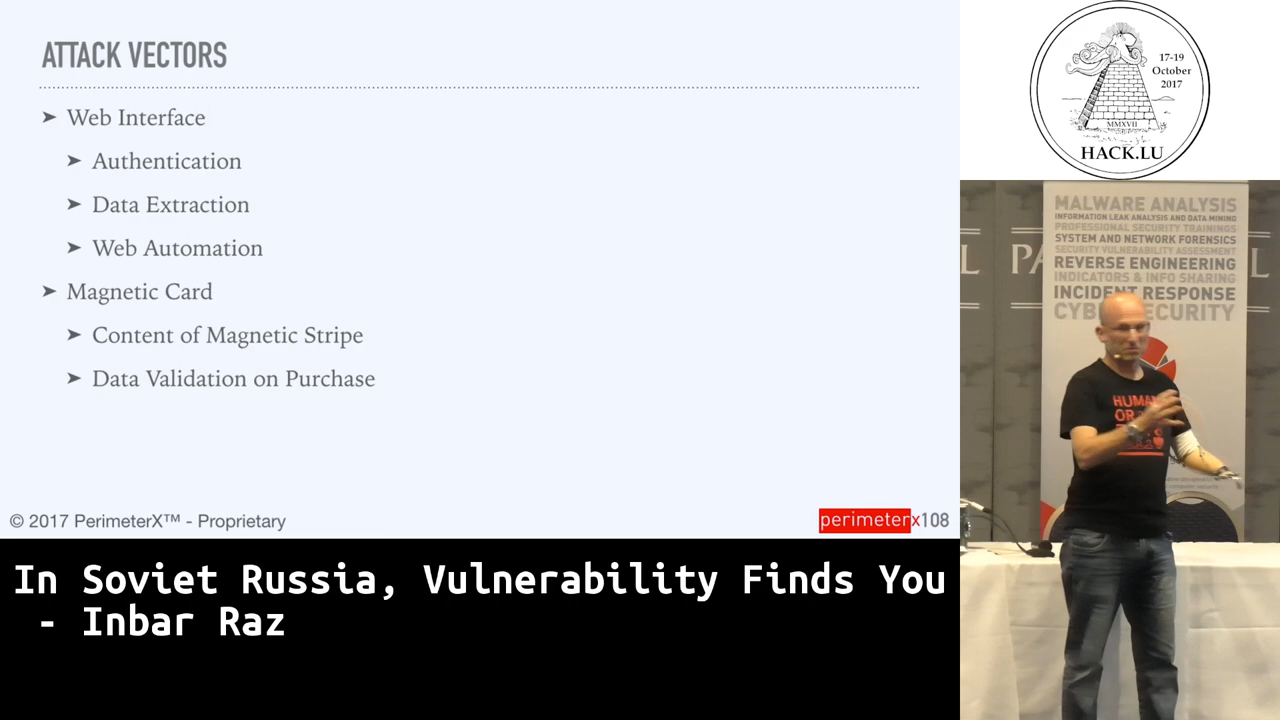 ATTACK VECTORS
➤ Web Interface
➤ Authentication
➤ Data Extraction
➤ Web Automation
➤ Magnetic Card
➤ Content of Magnetic Stripe
➤ Data Validation on Purchase
© 2017 PerimeterX™ - Proprietary
perimeterx108
In Soviet Russia, Vulnerability Finds You
- Inbar Raz
17-19
October
2017
MMXVII
HACK.LU
MALWARE ANALYSIS
INFORMATION LEAK ANALYSIS AND DATA MINING
PROFESSIONAL SECURITY TRAININGS
SYSTEM AND NETWORK FORENSICS
SECURITY VULNERABILITY ASSESSMENT
REVERSE ENGINEERING
INDICATORS & INFO SHARING
INCIDENT RESPONSE
HUMAN
OR